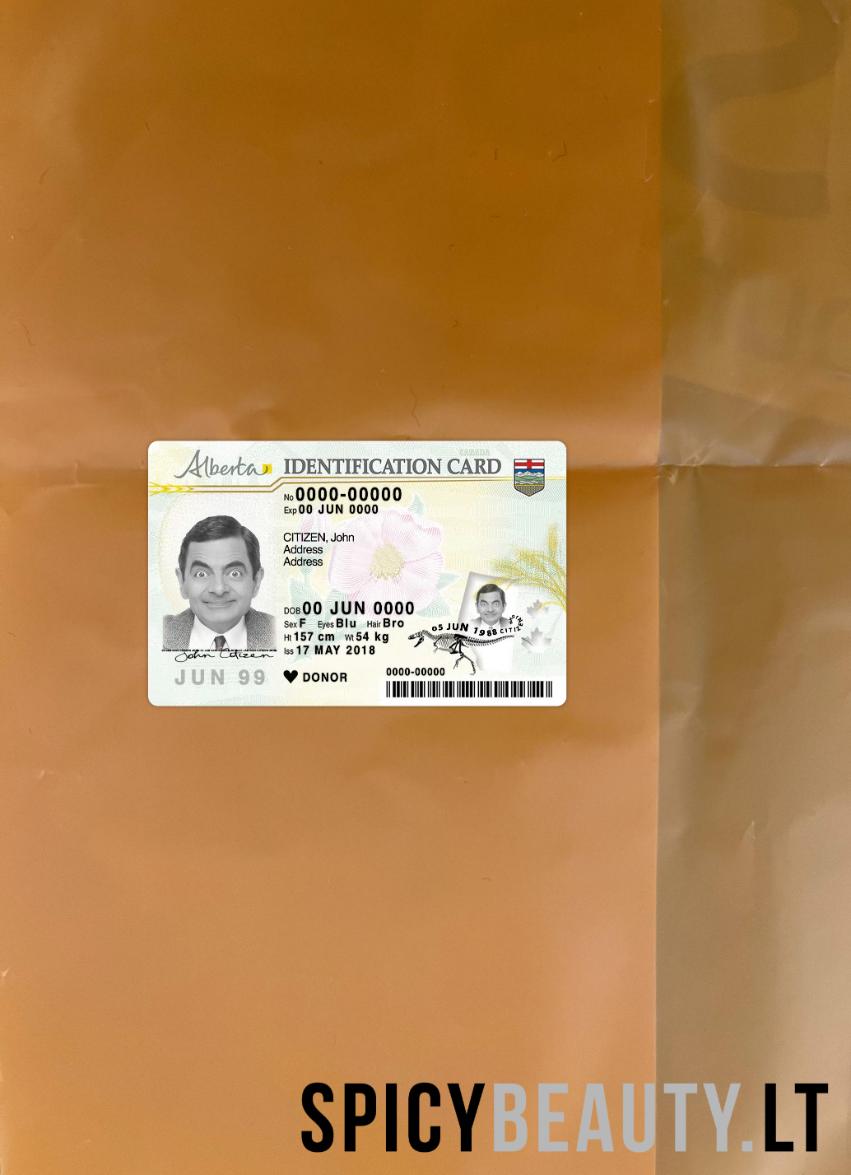 CANADA
Alberta IDENTIFICATION CARD
No 0000-00000
Exp 00 JUN 0000
CITIZEN, John
Address
Address
DOB 00 JUN 0000
Sex F Eyes Blu Hair Bro
Ht 157 cm Wt 54 kg
Iss 17 MAY 2018
John Citizen
JUN 99
DONOR
05 JUN 1988 CITIZEN
0000-00000
SPICYBEAUTY.LT